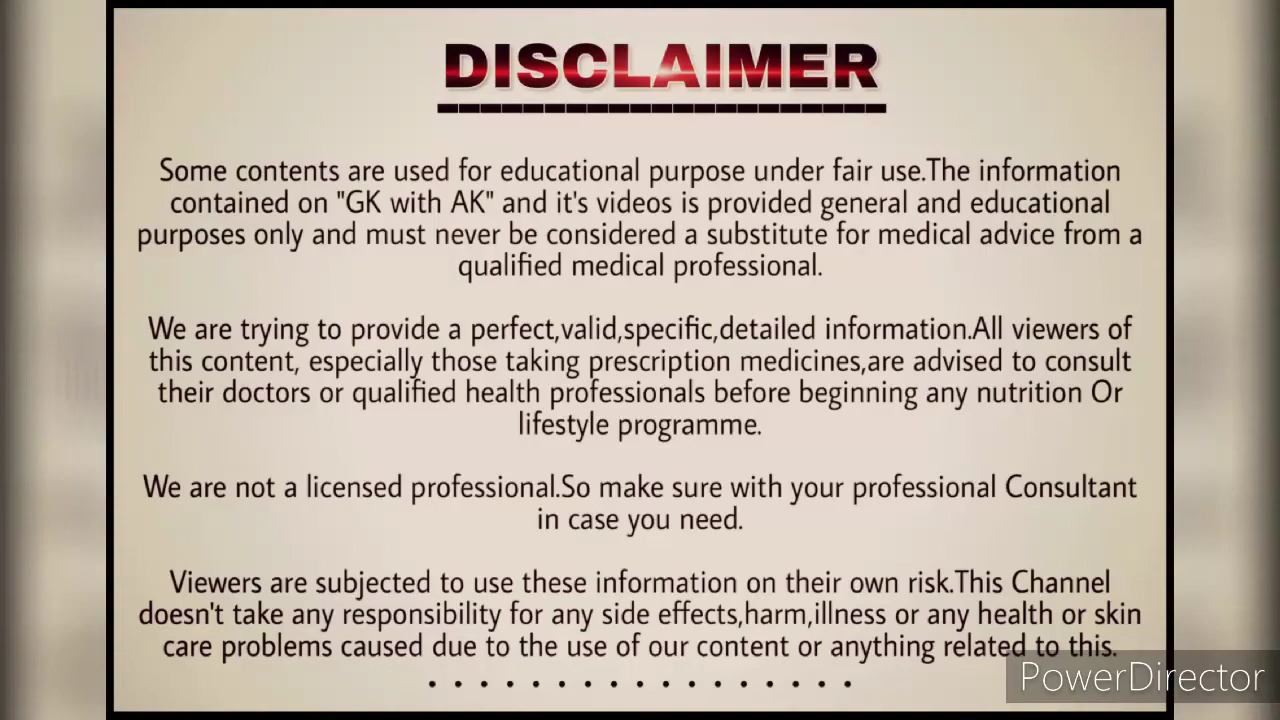 DISCLAIMER
Some contents are used for educational purpose under fair use.The information
contained on "GK with AK" and it's videos is provided general and educational
purposes only and must never be considered a substitute for medical advice from a
qualified medical professional.
We are trying to provide a perfect,valid,specific,detailed information.All viewers of
this content, especially those taking prescription medicines,are advised to consult
their doctors or qualified health professionals before beginning any nutrition Or
lifestyle programme.
We are not a licensed professional.So make sure with your professional Consultant
in case you need.
Viewers are subjected to use these information on their own risk.This Channel
doesn't take any responsibility for any side effects,harm,illness or any health or skin
care problems caused due to the use of our content or anything related to this.
PowerDirector